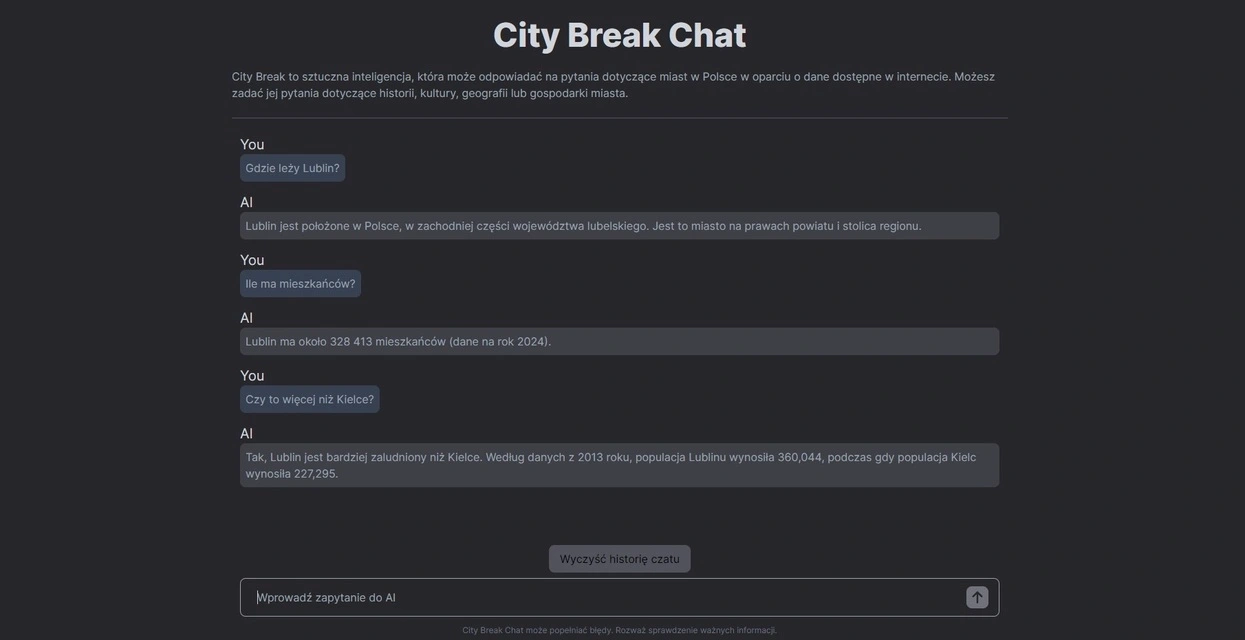 City Break Chat
City Break to sztuczna inteligencja, która może odpowiadać na pytania dotyczące miast w Polsce w oparciu o dane dostępne w internecie. Możesz
zadać jej pytania dotyczące historii, kultury, geografii lub gospodarki miasta.
You
Gdzie leży Lublin?
AI
Lublin jest położone w Polsce, w zachodniej części województwa lubelskiego. Jest to miasto na prawach powiatu i stolica regionu.
You
Ile ma mieszkańców?
AI
Lublin ma około 328 413 mieszkańców (dane na rok 2024).
You
Czy to więcej niż Kielce?
AI
Tak, Lublin jest bardziej zaludniony niż Kielce. Według danych z 2013 roku, populacja Lublinu wynosiła 360,044, podczas gdy populacja Kielc
wynosiła 227,295.
Wyczyść historię czatu
Wprowadź zapytanie do AI
City Break Chat może popełniać błędy. Rozważ sprawdzenie ważnych informacji.